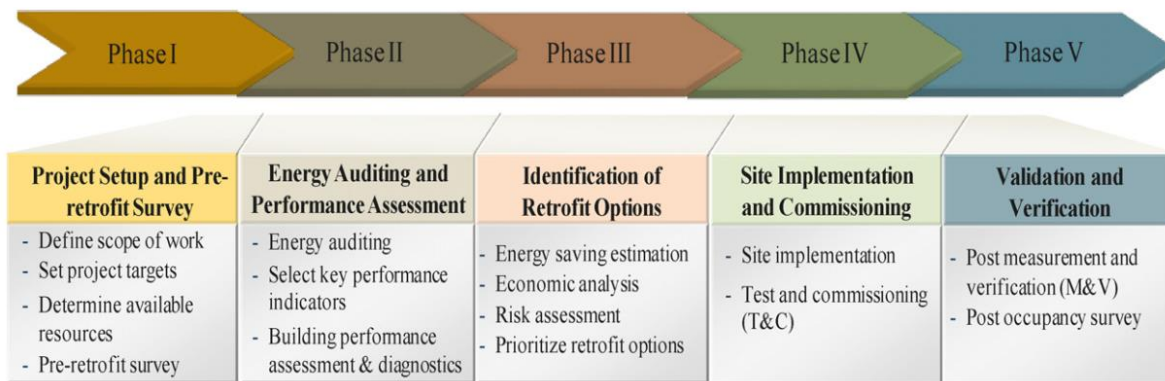 Phase I
Phase II
Phase III
Phase IV
Phase V
Project Setup and Pre-
retrofit Survey
- Define scope of work
- Set project targets
- Determine available
resources
- Pre-retrofit survey
Energy Auditing and
Performance Assessment
- Energy auditing
- Select key performance
indicators
- Building performance
assessment & diagnostics
Identification of
Retrofit Options
- Energy saving estimation
- Economic analysis
- Risk assessment
- Prioritize retrofit options
Site Implementation
and Commissioning
- Site implementation
- Test and commissioning
(T&C)
Validation and
Verification
- Post measurement and
verification (M&V)
- Post occupancy survey